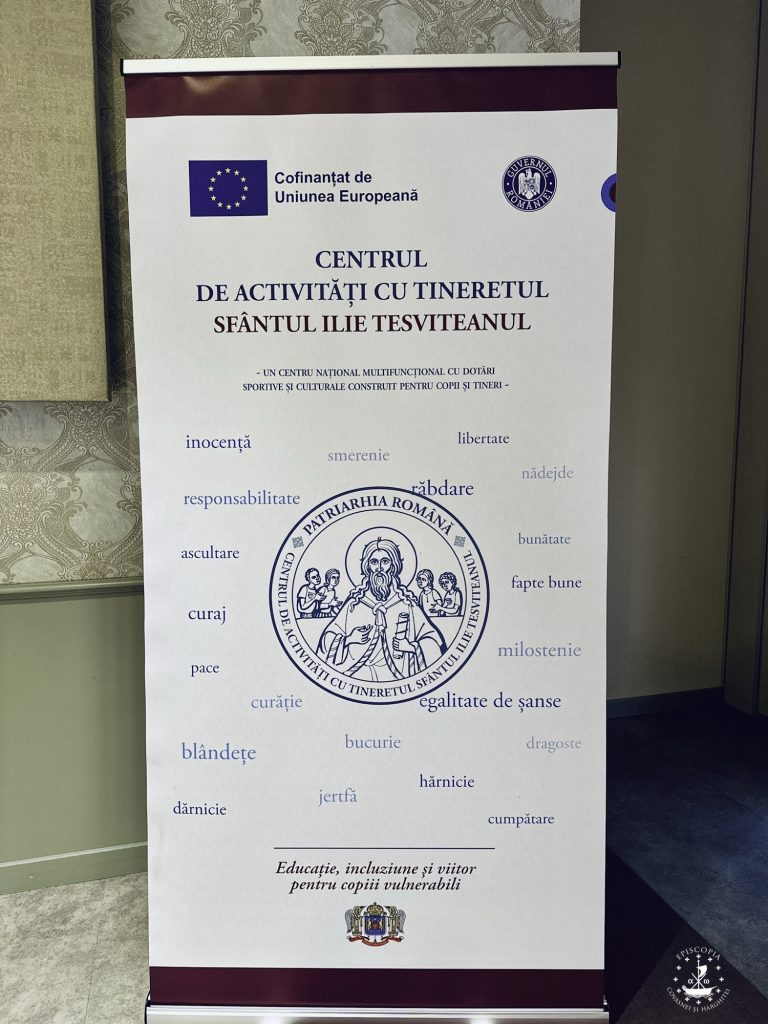 Cofinanțat de
Uniunea Europeană
GUVERNUL ROMÂNIEI
CENTRUL
DE ACTIVITĂȚI CU TINERETUL
SFÂNTUL ILIE TESVITEANUL
- UN CENTRU NAȚIONAL MULTIFUNCȚIONAL CU DOTĂRI
SPORTIVE ȘI CULTURALE CONSTRUIT PENTRU COPII ȘI TINERI -
inocență
libertate
smerenie
nădejde
responsabilitate
răbdare
bunătate
ascultare
fapte bune
curaj
milostenie
pace
curăție
egalitate de șanse
blândețe
bucurie
dragoste
hărnicie
jertfă
dărnicie
cumpătare
PATRIARHIA ROMÂNĂ
CENTRUL DE ACTIVITĂȚI CU TINERETUL SFÂNTUL ILIE TESVITEANUL
Educație, incluziune și viitor
pentru copiii vulnerabili
EPISCOPIA
COVASNEI ȘI HARGHITEI